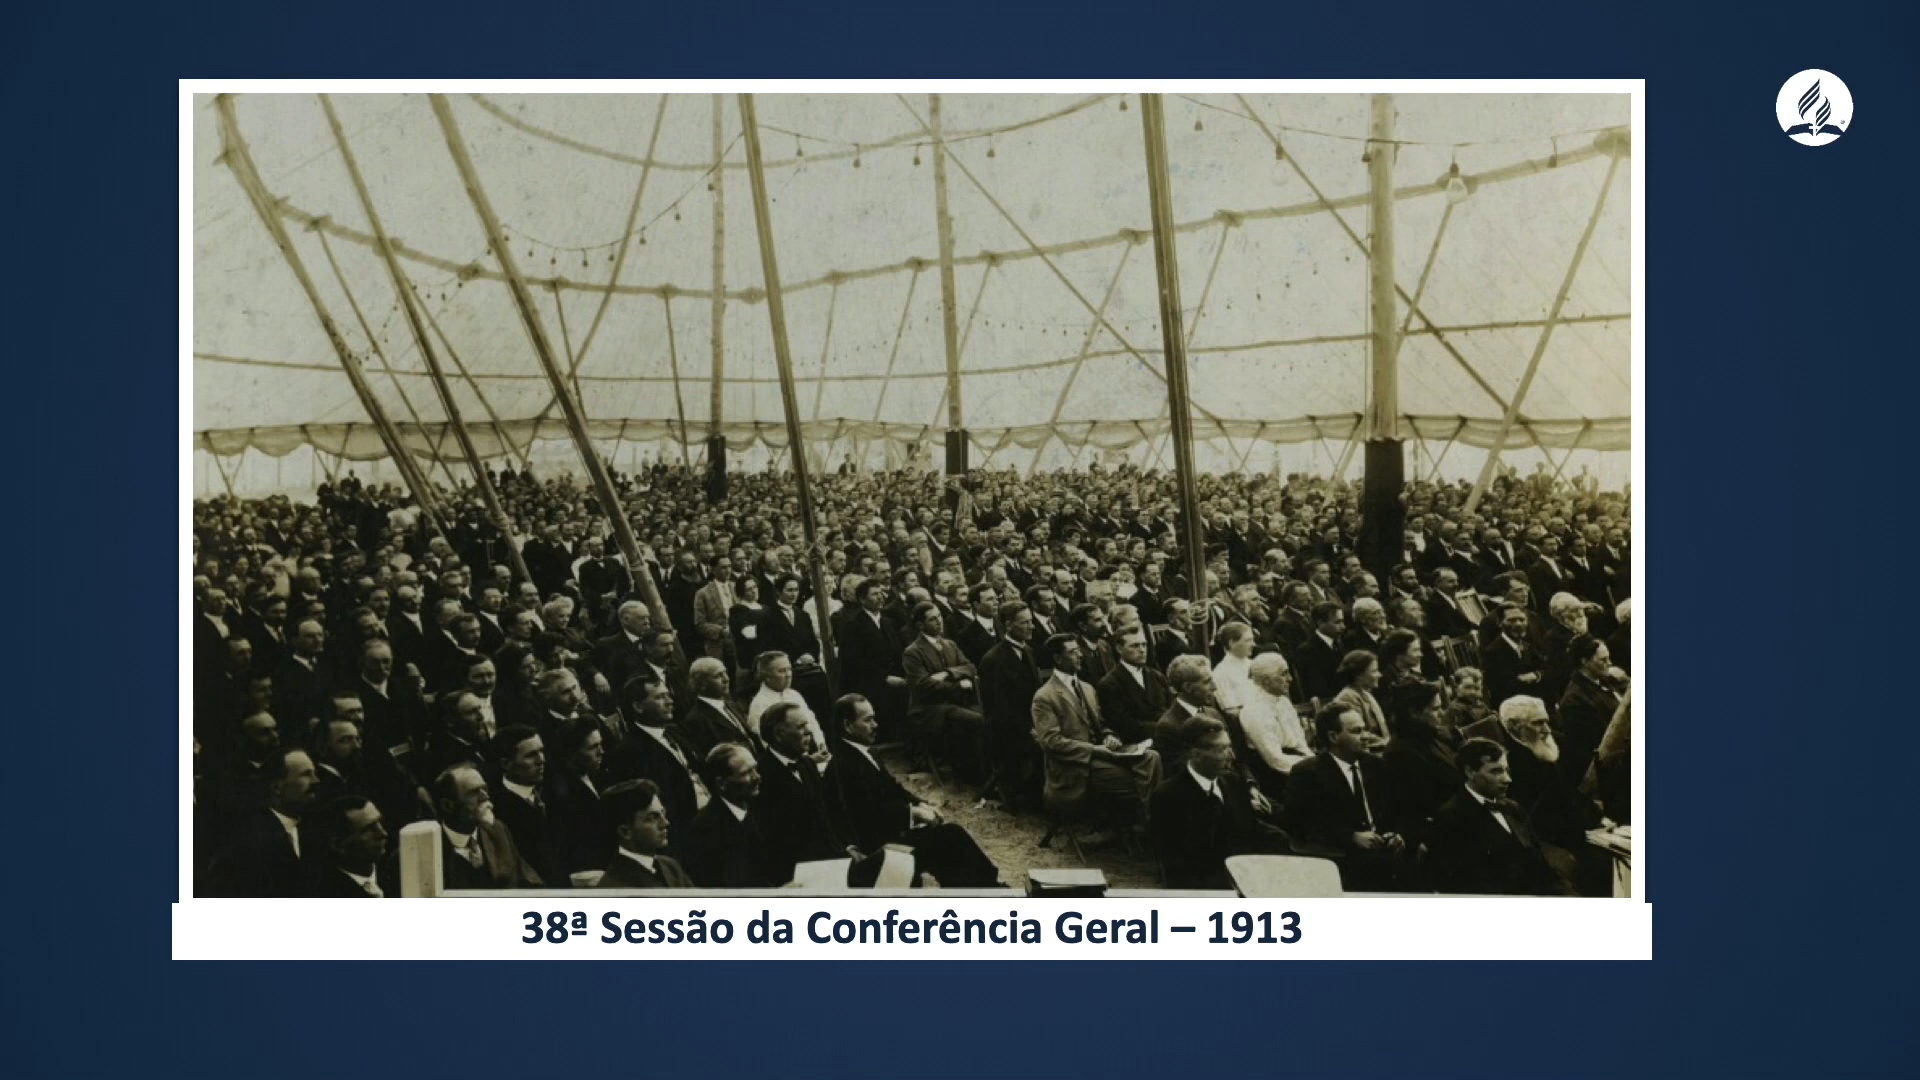 38ª Sessão da Conferência Geral – 1913